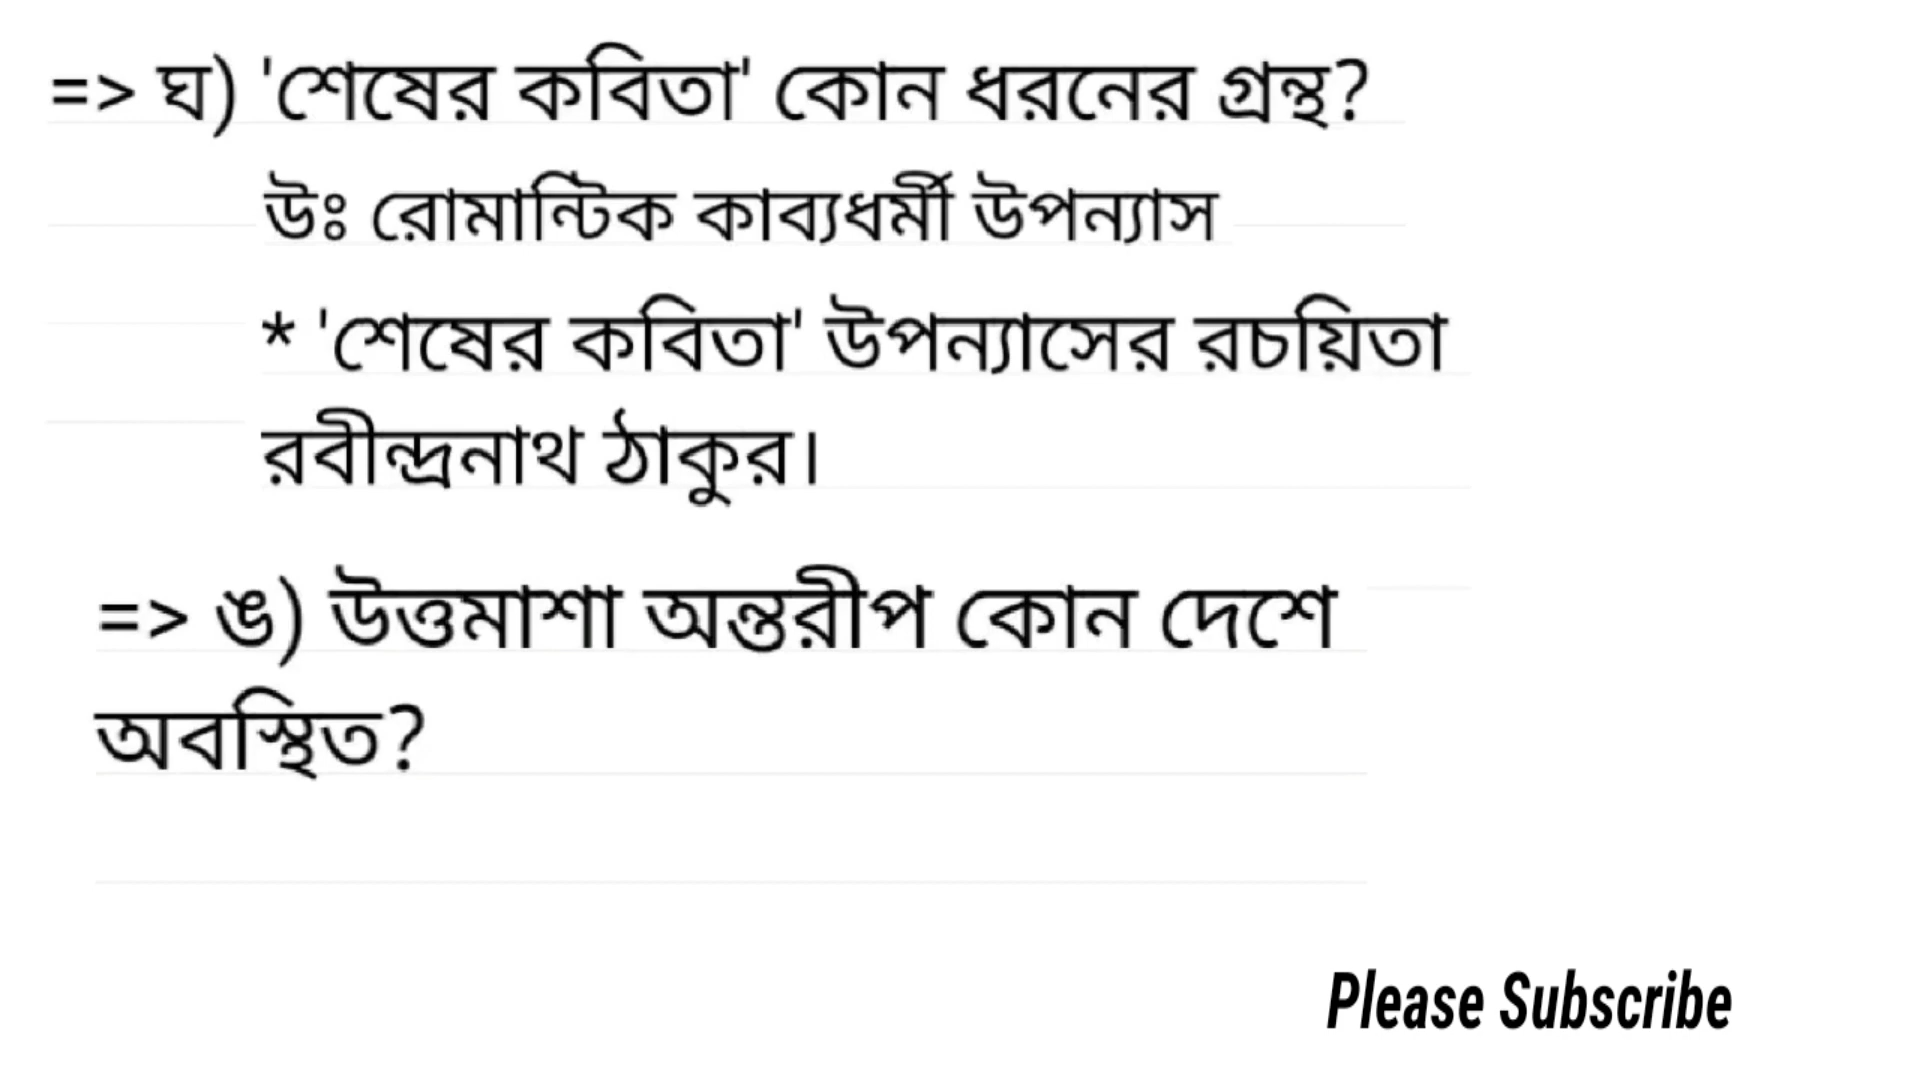 => ঘ) 'শেষের কবিতা' কোন ধরনের গ্রন্থ?
উঃ রোমান্টিক কাব্যধর্মী উপন্যাস
* 'শেষের কবিতা' উপন্যাসের রচয়িতা
রবীন্দ্রনাথ ঠাকুর।
=> ঙ) উত্তমাশা অন্তরীপ কোন দেশে
অবস্থিত?
Please Subscribe